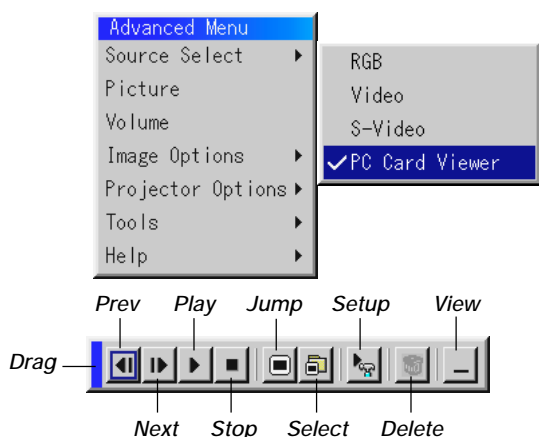 Advanced Menu
Source Select
Picture
Volume
Image Options
Projector Options
Tools
Help
RGB
Video
S-Video
PC Card Viewer
Prev Play Jump Setup View
Drag
Next Stop Select Delete